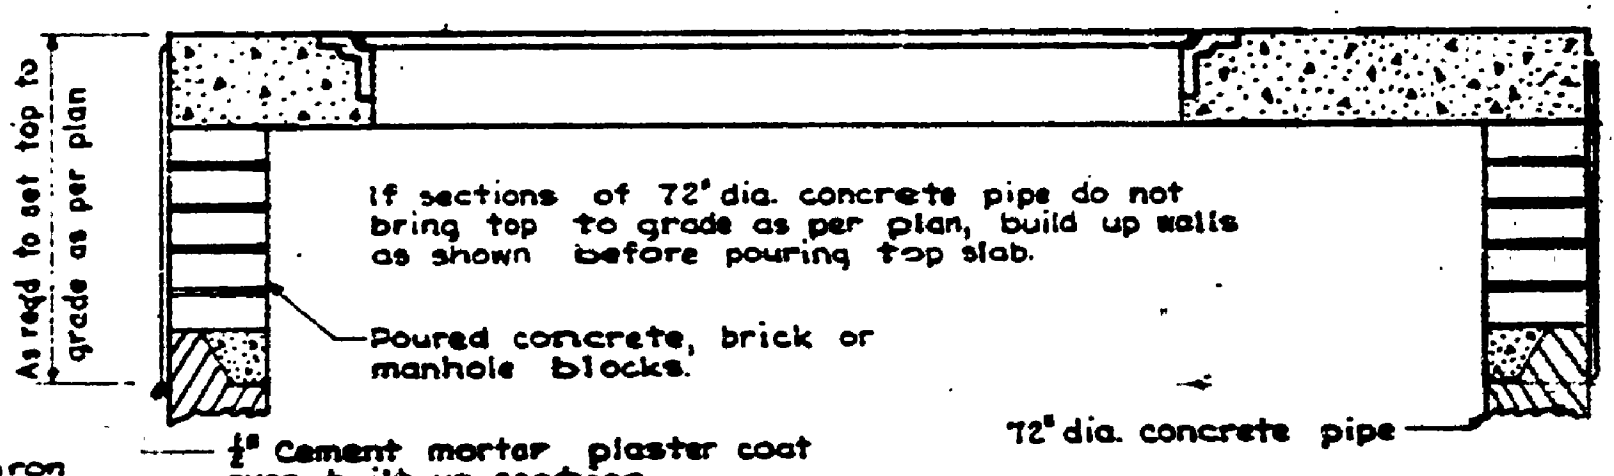 As req'd to set top to
grade as per plan
If sections of 72" dia. concrete pipe do not
bring top to grade as per plan, build up walls
as shown before pouring top slab.
Poured concrete, brick or
manhole blocks.
72" dia. concrete pipe
½" Cement mortar plaster coat